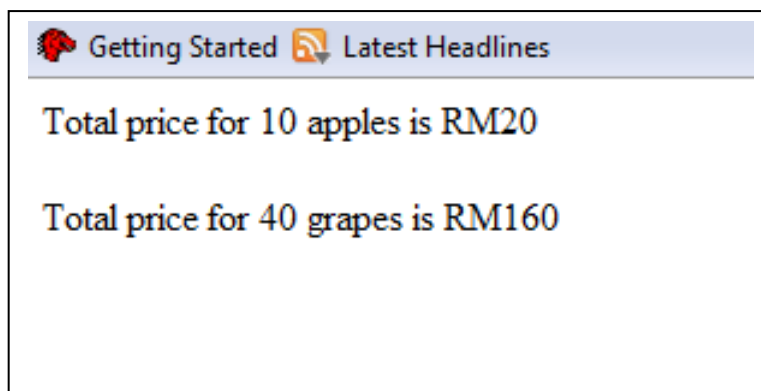 Getting Started Latest Headlines
Total price for 10 apples is RM20
Total price for 40 grapes is RM160